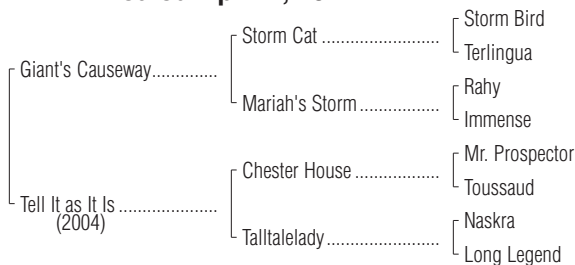 Storm Bird
Storm Cat ........................
Terlingua
Giant's Causeway..............
Rahy
Mariah's Storm .................
Immense
Mr. Prospector
Chester House ..................
Toussaud
Tell It as It Is .....................
(2004)
Naskra
Talltalelady........................
Long Legend